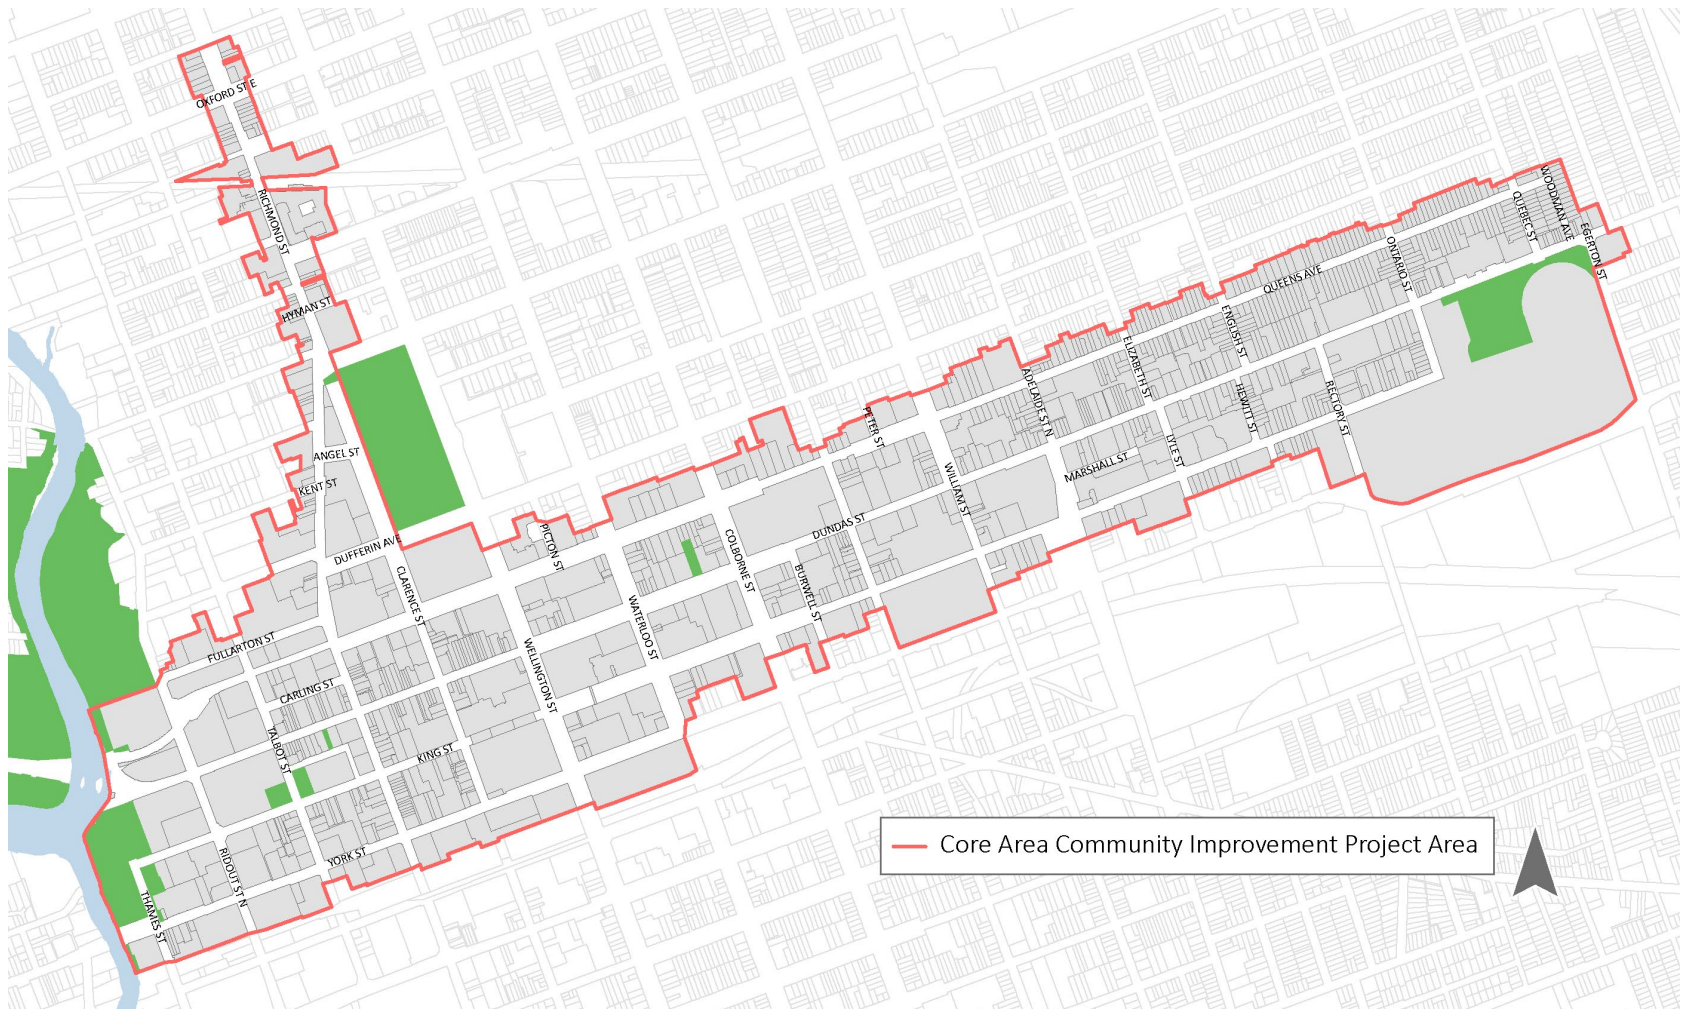 OXFORD ST E
RICHMOND ST
HYMAN ST
ANGEL ST
KENT ST
DUFFERIN AVE
CLARENCE ST
PICTON ST
FULLARTON ST
CARLING ST
TALBOT ST
KING ST
WELLINGTON ST
WATERLOO ST
COLBORNE ST
BURWELL ST
DUNDAS ST
PETER ST
WILLIAM ST
ADELAIDE ST N
MARSHALL ST
ELIZABETH ST
LYLE ST
ENGLISH ST
HEWITT ST
QUEENS AVE
RECTORY ST
ONTARIO ST
QUEBEC ST
WOODMAN AVE
EGERTON ST
YORK ST
RIDOUT ST N
THAMES ST
Core Area Community Improvement Project Area